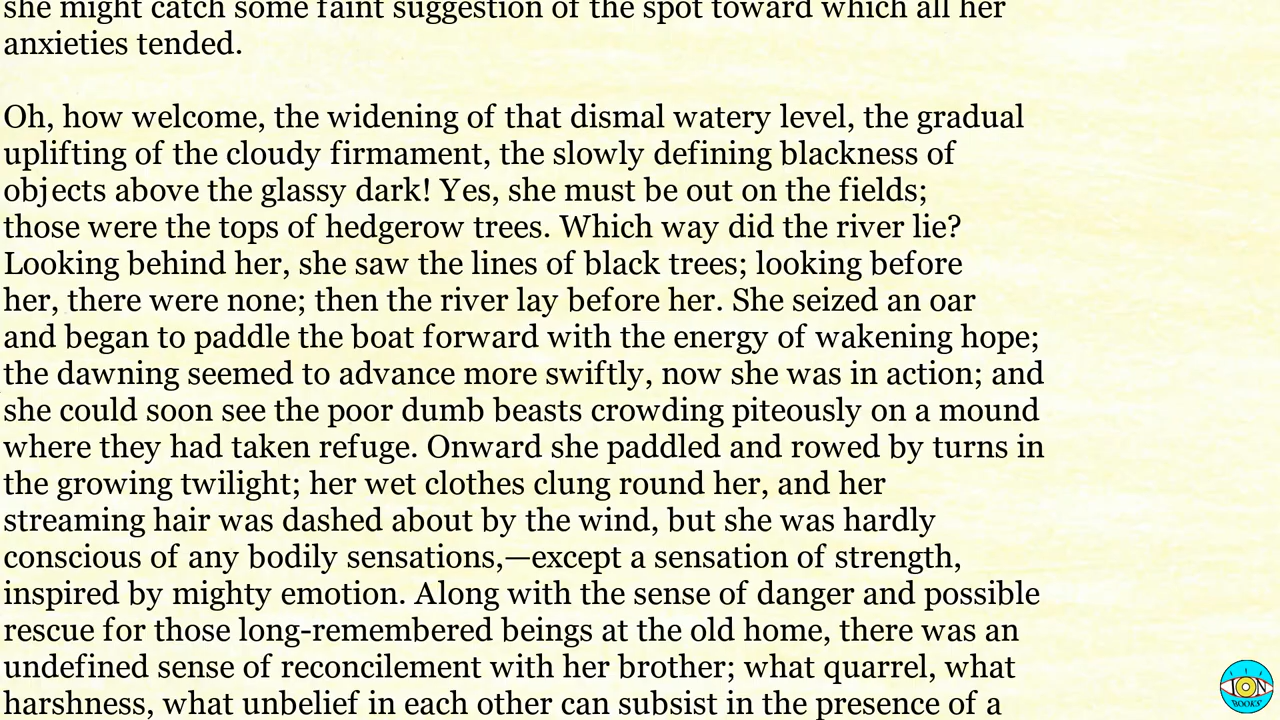 she might catch some faint suggestion of the spot toward which all her
anxieties tended.
Oh, how welcome, the widening of that dismal watery level, the gradual
uplifting of the cloudy firmament, the slowly defining blackness of
objects above the glassy dark! Yes, she must be out on the fields;
those were the tops of hedgerow trees. Which way did the river lie?
Looking behind her, she saw the lines of black trees; looking before
her, there were none; then the river lay before her. She seized an oar
and began to paddle the boat forward with the energy of wakening hope;
the dawning seemed to advance more swiftly, now she was in action; and
she could soon see the poor dumb beasts crowding piteously on a mound
where they had taken refuge. Onward she paddled and rowed by turns in
the growing twilight; her wet clothes clung round her, and her
streaming hair was dashed about by the wind, but she was hardly
conscious of any bodily sensations,—except a sensation of strength,
inspired by mighty emotion. Along with the sense of danger and possible
rescue for those long-remembered beings at the old home, there was an
undefined sense of reconcilement with her brother; what quarrel, what
harshness, what unbelief in each other can subsist in the presence of a
ION
BOOKS